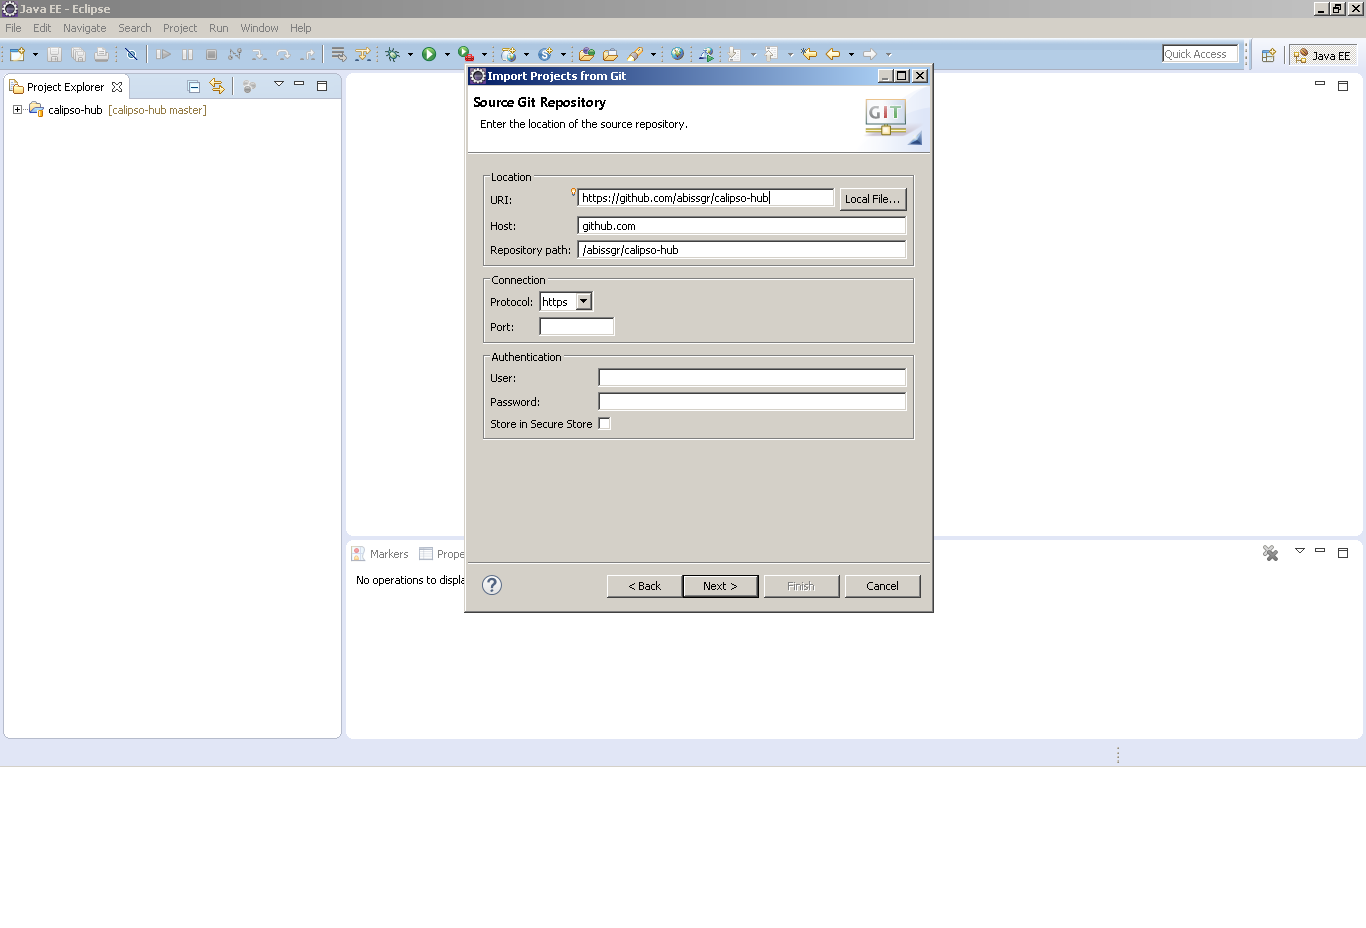 Java EE - Eclipse
File Edit Navigate Search Project Run Window Help
Quick Access
Java EE
Project Explorer
calipso-hub [calipso-hub master]
Import Projects from Git
Source Git Repository
Enter the location of the source repository.
GIT
Location
URI: https://github.com/abissgr/calipso-hub Local File...
Host: github.com
Repository path: /abissgr/calipso-hub
Connection
Protocol: https
Port:
Authentication
User:
Password:
Store in Secure Store
< Back Next > Finish Cancel
Markers Prope
No operations to displa